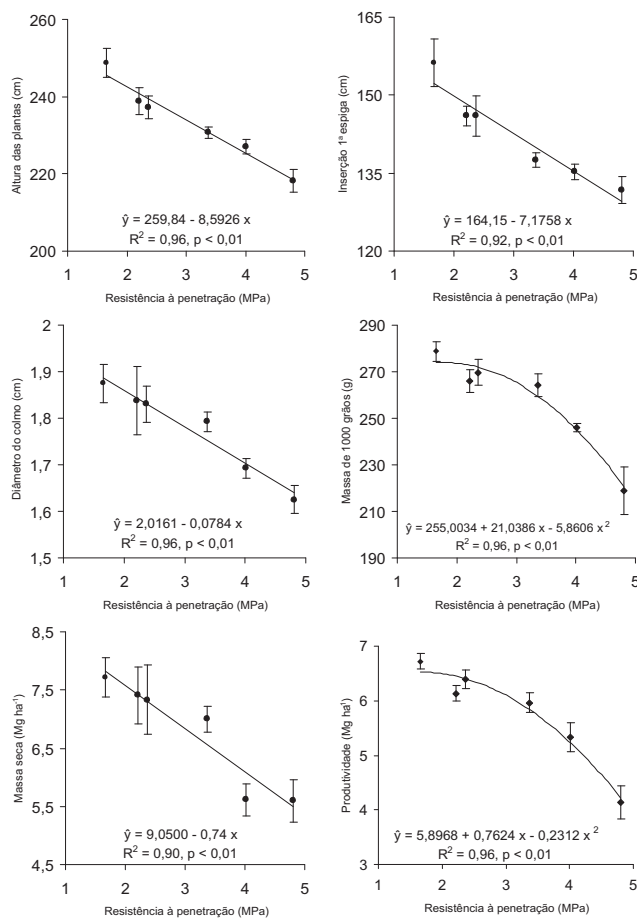 260
240
220
200
Altura das plantas (cm)
ŷ = 259,84 - 8,5926 x
R² = 0,96, p < 0,01
1 2 3 4 5
Resistência à penetração (MPa)
165
150
135
120
Inserção 1ª espiga (cm)
ŷ = 164,15 - 7,1758 x
R² = 0,92, p < 0,01
1 2 3 4 5
Resistência à penetração (MPa)
2
1,9
1,8
1,7
1,6
1,5
Diâmetro do colmo (cm)
ŷ = 2,0161 - 0,0784 x
R² = 0,96, p < 0,01
1 2 3 4 5
Resistência à penetração (MPa)
290
270
250
230
210
190
Massa de 1000 grãos (g)
ŷ = 255,0034 + 21,0386 x - 5,8606 x²
R² = 0,96, p < 0,01
1 2 3 4 5
Resistência à penetração (MPa)
8,5
7,5
6,5
5,5
4,5
Massa seca (Mg ha⁻¹)
ŷ = 9,0500 - 0,74 x
R² = 0,90, p < 0,01
1 2 3 4 5
Resistência à penetração (MPa)
7
6
5
4
3
Produtividade (Mg ha¹)
ŷ = 5,8968 + 0,7624 x - 0,2312 x²
R² = 0,96, p < 0,01
1 2 3 4 5
Resistência à penetração (MPa)